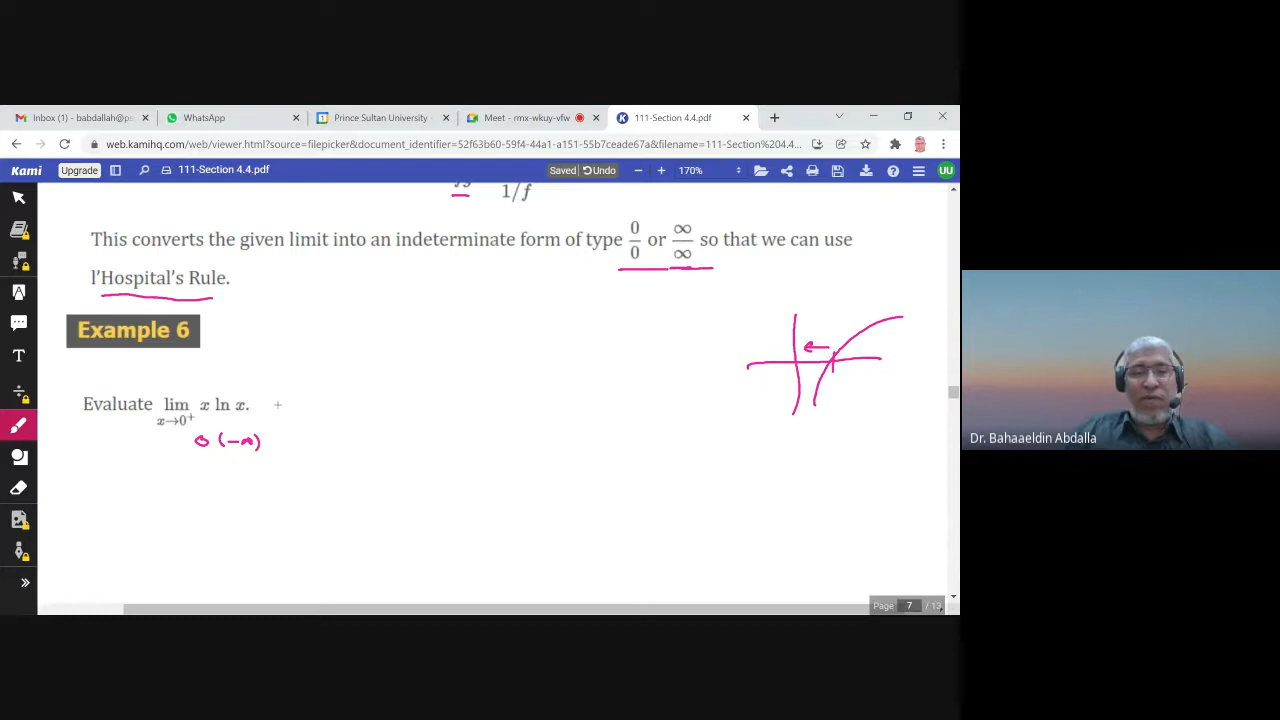 Inbox (1) - babdallah@ps
WhatsApp
Prince Sultan University
Meet - rmx-wkuy-vfw
111-Section 4.4.pdf
web.kamihq.com/web/viewer.html?source=filepicker&document_identifier=52f63b60-59f4-44a1-a151-55b7ceade67a&filename=111-Section%204.4....
Kami Upgrade 111-Section 4.4.pdf Saved Undo 170% UU
1/f
This converts the given limit into an indeterminate form of type 0/0 or ∞/∞ so that we can use
l'Hospital's Rule.
Example 6
Evaluate lim x→0⁺ x ln x.
0 (-∞)
Page 7 / 13
Dr. Bahaaeldin Abdalla